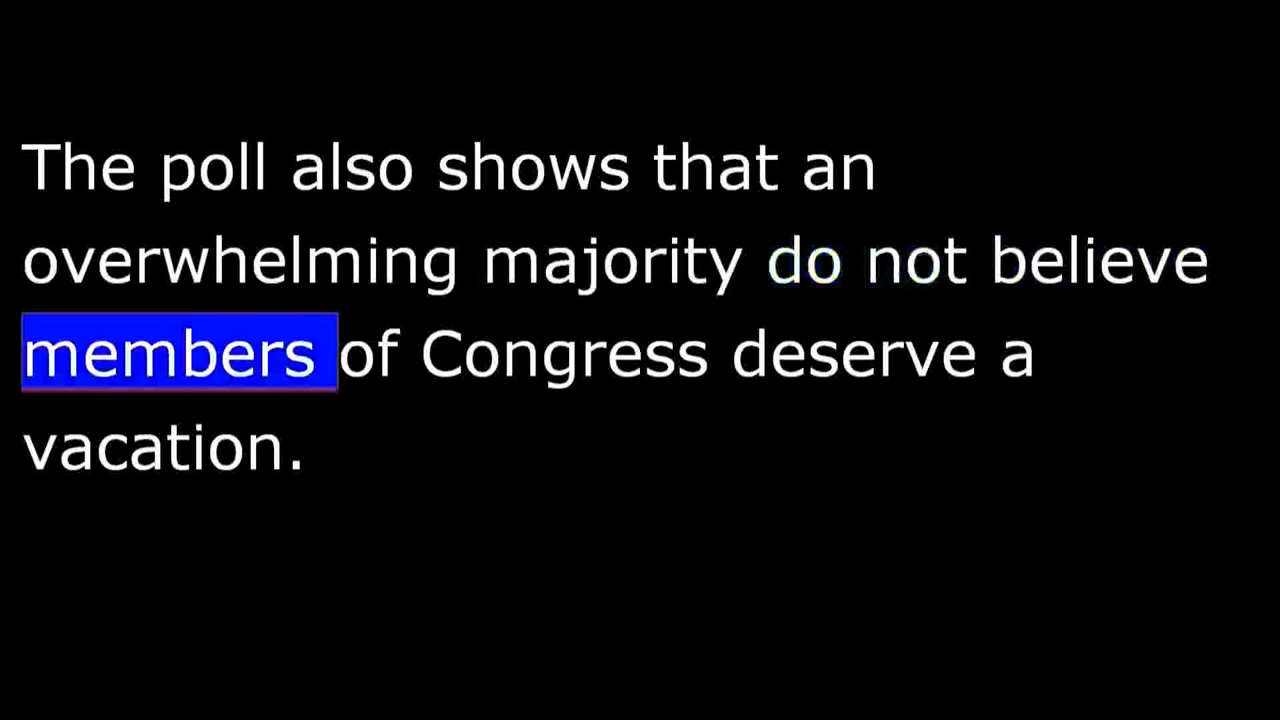 The poll also shows that an
overwhelming majority do not believe
members of Congress deserve a
vacation.